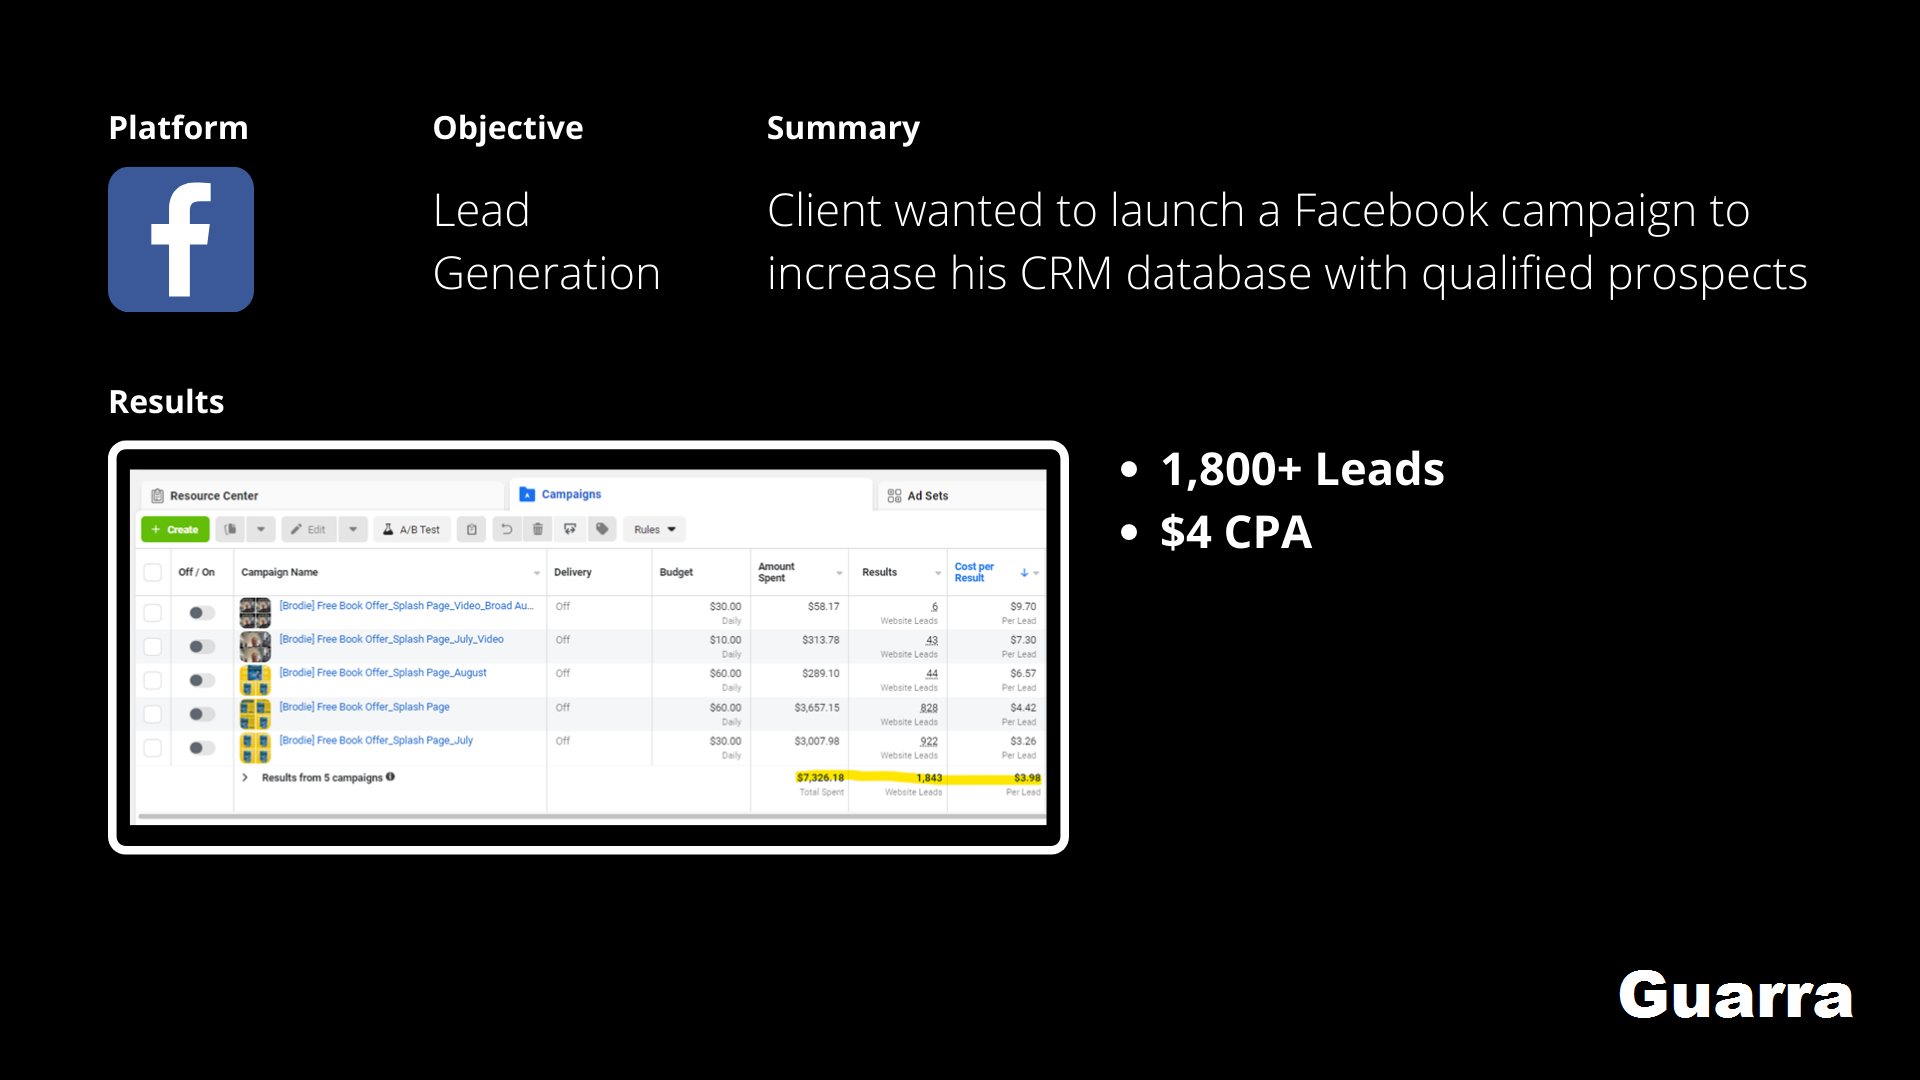 Platform
Objective
Summary
Lead
Generation
Client wanted to launch a Facebook campaign to
increase his CRM database with qualified prospects
Results
Resource Center
Campaigns
Ad Sets
+ Create
Edit
A/B Test
Rules
Off / On
Campaign Name
Delivery
Budget
Amount
Spent
Results
Cost per
Result
[Brodie] Free Book Offer_Splash Page_Video_Broad Au...
Off
$30.00
Daily
$58.17
6
Website Leads
$9.70
Per Lead
[Brodie] Free Book Offer_Splash Page_July_Video
Off
$10.00
Daily
$313.78
43
Website Leads
$7.30
Per Lead
[Brodie] Free Book Offer_Splash Page_August
Off
$60.00
Daily
$289.10
44
Website Leads
$6.57
Per Lead
[Brodie] Free Book Offer_Splash Page
Off
$60.00
Daily
$3,657.15
828
Website Leads
$4.42
Per Lead
[Brodie] Free Book Offer_Splash Page_July
Off
$30.00
Daily
$3,007.98
922
Website Leads
$3.26
Per Lead
Results from 5 campaigns
$7,326.18
Total Spent
1,843
Website Leads
$3.98
Per Lead
• 1,800+ Leads
• $4 CPA
Guarra